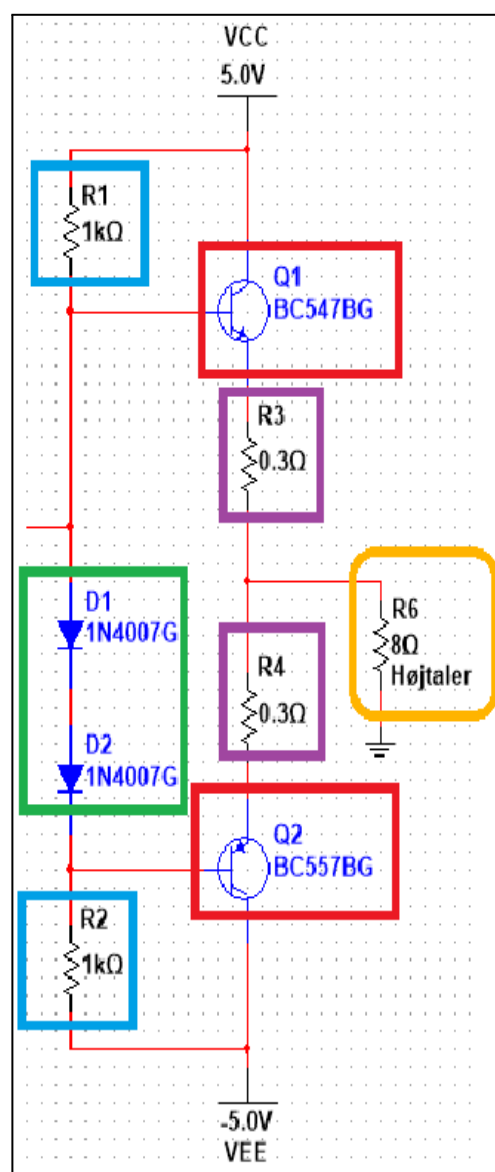 VCC
5.0V
R1
1kΩ
Q1
BC547BG
R3
0.3Ω
D1
1N4007G
R6
8Ω
Højtaler
R4
0.3Ω
D2
1N4007G
Q2
BC557BG
R2
1kΩ
-5.0V
VEE